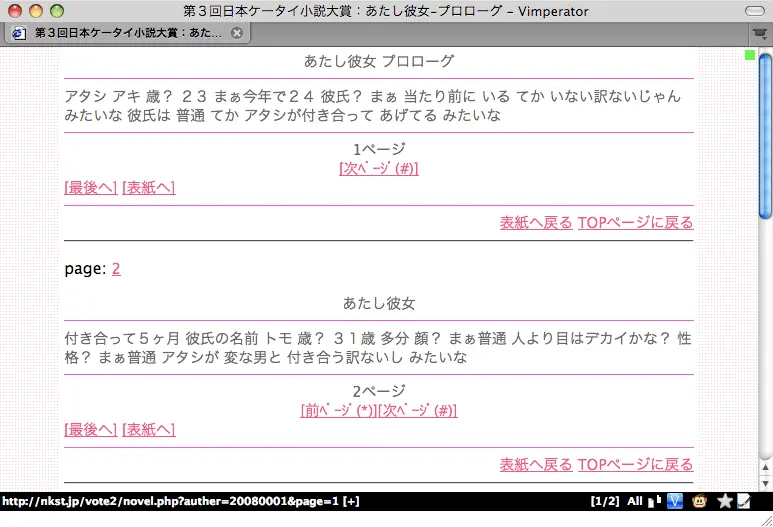 第３回日本ケータイ小説大賞：あたし彼女–プロローグ – Vimperator
第３回日本ケータイ小説大賞：あた...
あたし彼女 プロローグ
アタシ アキ 歳？ ２３ まぁ今年で２４ 彼氏？ まぁ 当たり前に いる てか いない訳ないじゃん
みたいな 彼氏は 普通 てか アタシが付き合って あげてる みたいな
1ページ
[次ﾍﾟｰｼﾞ(#)]
[最後へ] [表紙へ]
表紙へ戻る TOPページに戻る
page: 2
あたし彼女
付き合って５ヶ月 彼氏の名前 トモ 歳？ ３１歳 多分 顔？ まぁ普通 人より目はデカイかな？ 性
格？ まぁ普通 アタシが 変な男と 付き合う訳ないし みたいな
2ページ
[前ﾍﾟｰｼﾞ(*)][次ﾍﾟｰｼﾞ(#)]
[最後へ] [表紙へ]
表紙へ戻る TOPページに戻る
http://nkst.jp/vote2/novel.php?auther=20080001&page=1 [+] [1/2] All